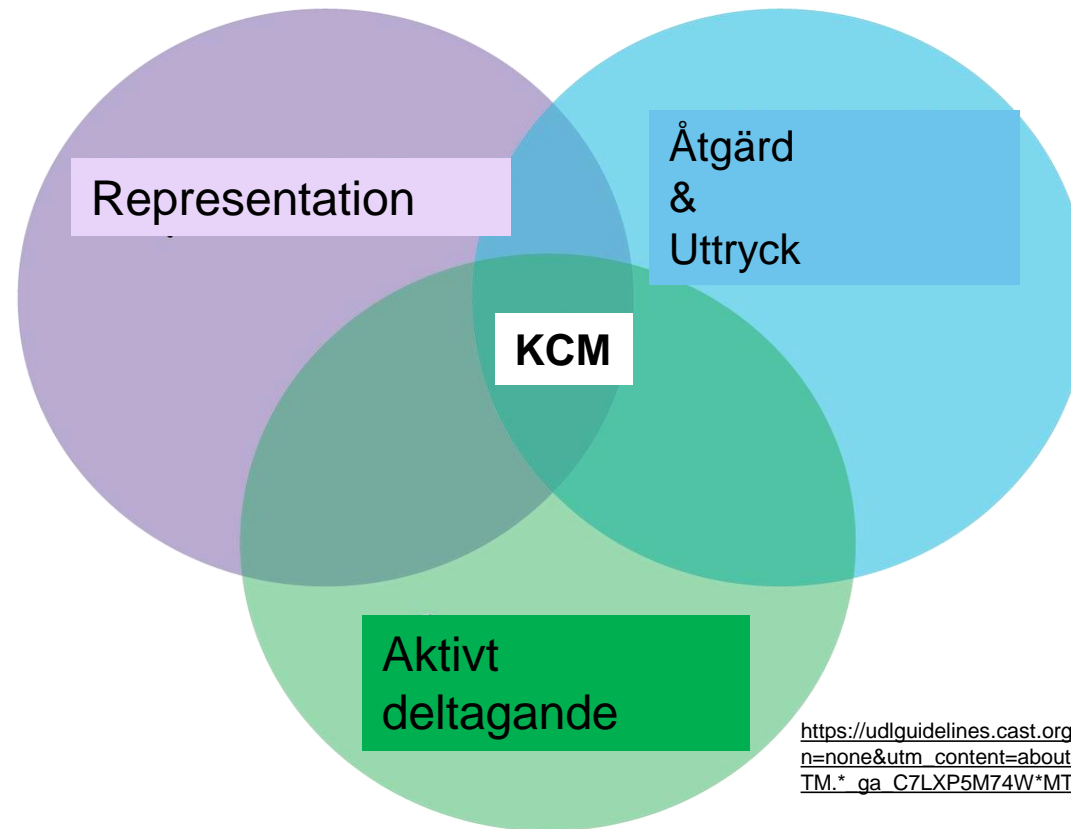 Representation
Åtgärd
&
Uttryck
KCM
Aktivt
deltagande
https://udlguidelines.cast.org
n=none&utm_content=about
TM.*_ga_C7LXP5M74W*MT